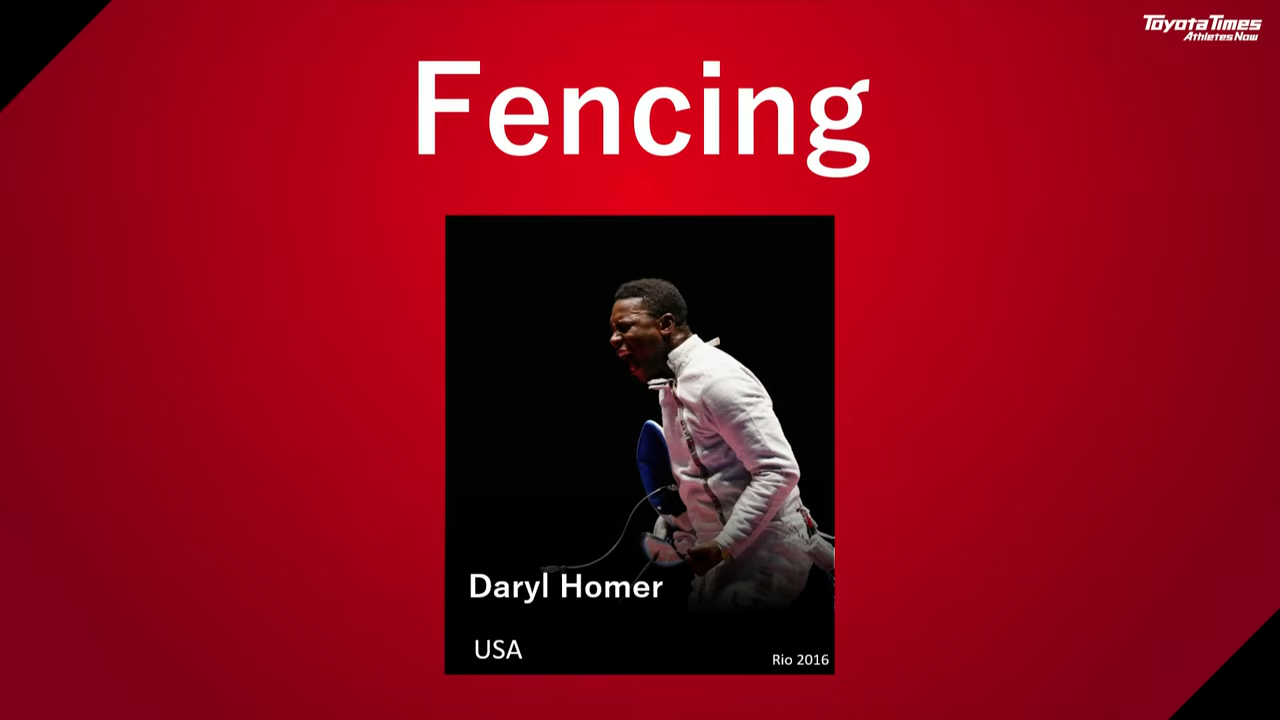 Toyota Times
Athletes Now
Fencing
Daryl Homer
USA
Rio 2016